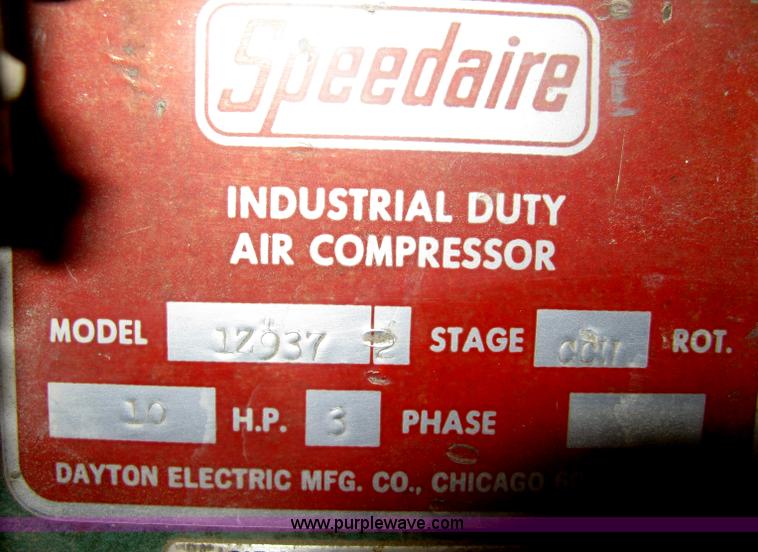 Speedaire
INDUSTRIAL DUTY
AIR COMPRESSOR
MODEL 1Z937 2 STAGE CCW ROT.
10 H.P. 3 PHASE
DAYTON ELECTRIC MFG. CO., CHICAGO
www.purplewave.com